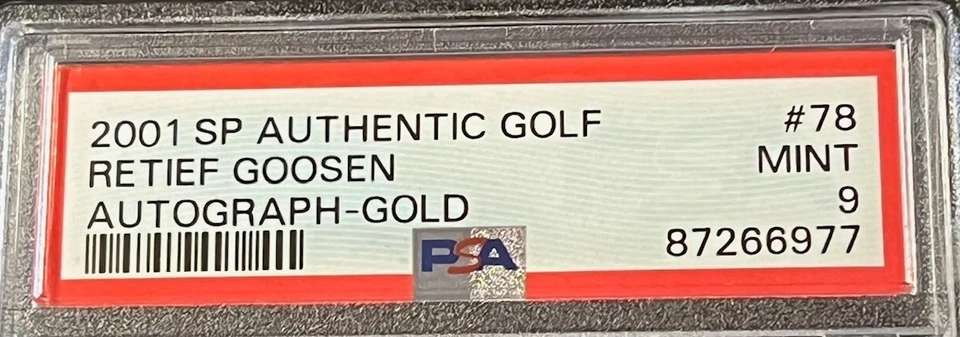 2001 SP AUTHENTIC GOLF #78
RETIEF GOOSEN MINT
AUTOGRAPH-GOLD 9
PSA 87266977